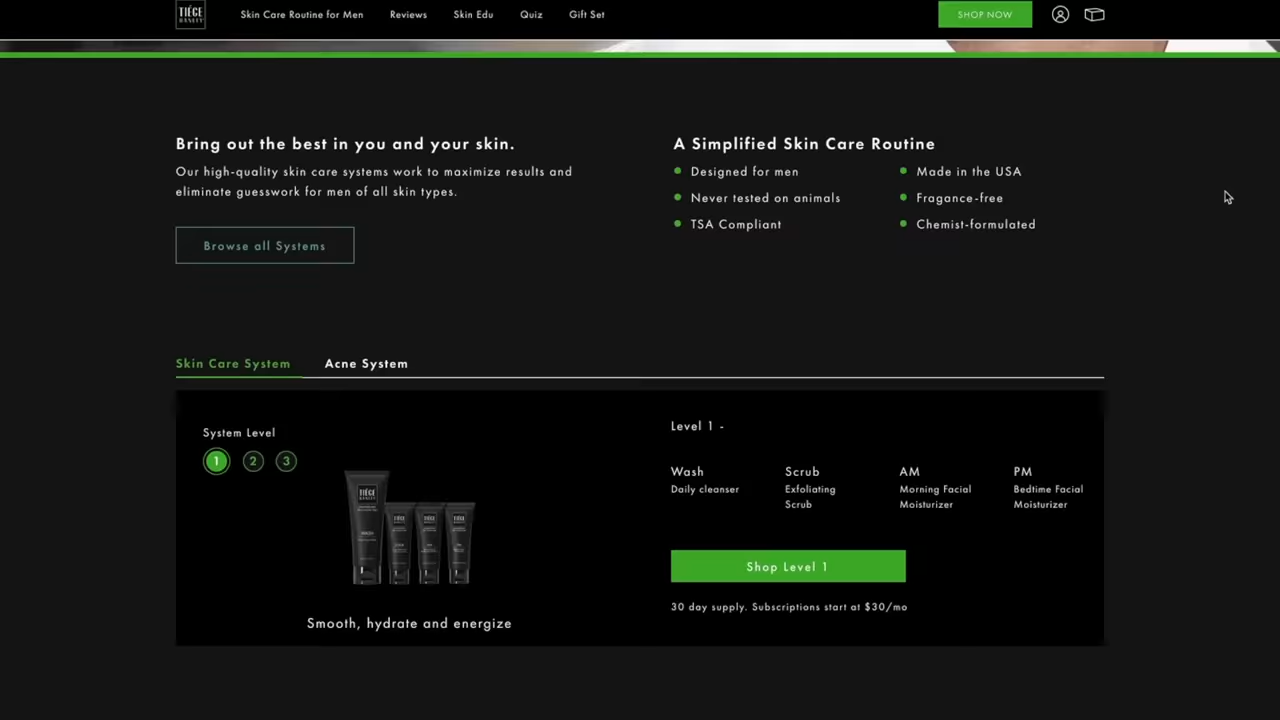 TIĒGE
HANLEY
Skin Care Routine for Men
Reviews
Skin Edu
Quiz
Gift Set
SHOP NOW
Bring out the best in you and your skin.
Our high-quality skin care systems work to maximize results and
eliminate guesswork for men of all skin types.
Browse all Systems
A Simplified Skin Care Routine
Designed for men
Made in the USA
Never tested on animals
Fragance-free
TSA Compliant
Chemist-formulated
Skin Care System
Acne System
System Level
1 2 3
TIĒGE
Smooth, hydrate and energize
Level 1 -
Wash
Daily cleanser
Scrub
Exfoliating
Scrub
AM
Morning Facial
Moisturizer
PM
Bedtime Facial
Moisturizer
Shop Level 1
30 day supply. Subscriptions start at $30/mo